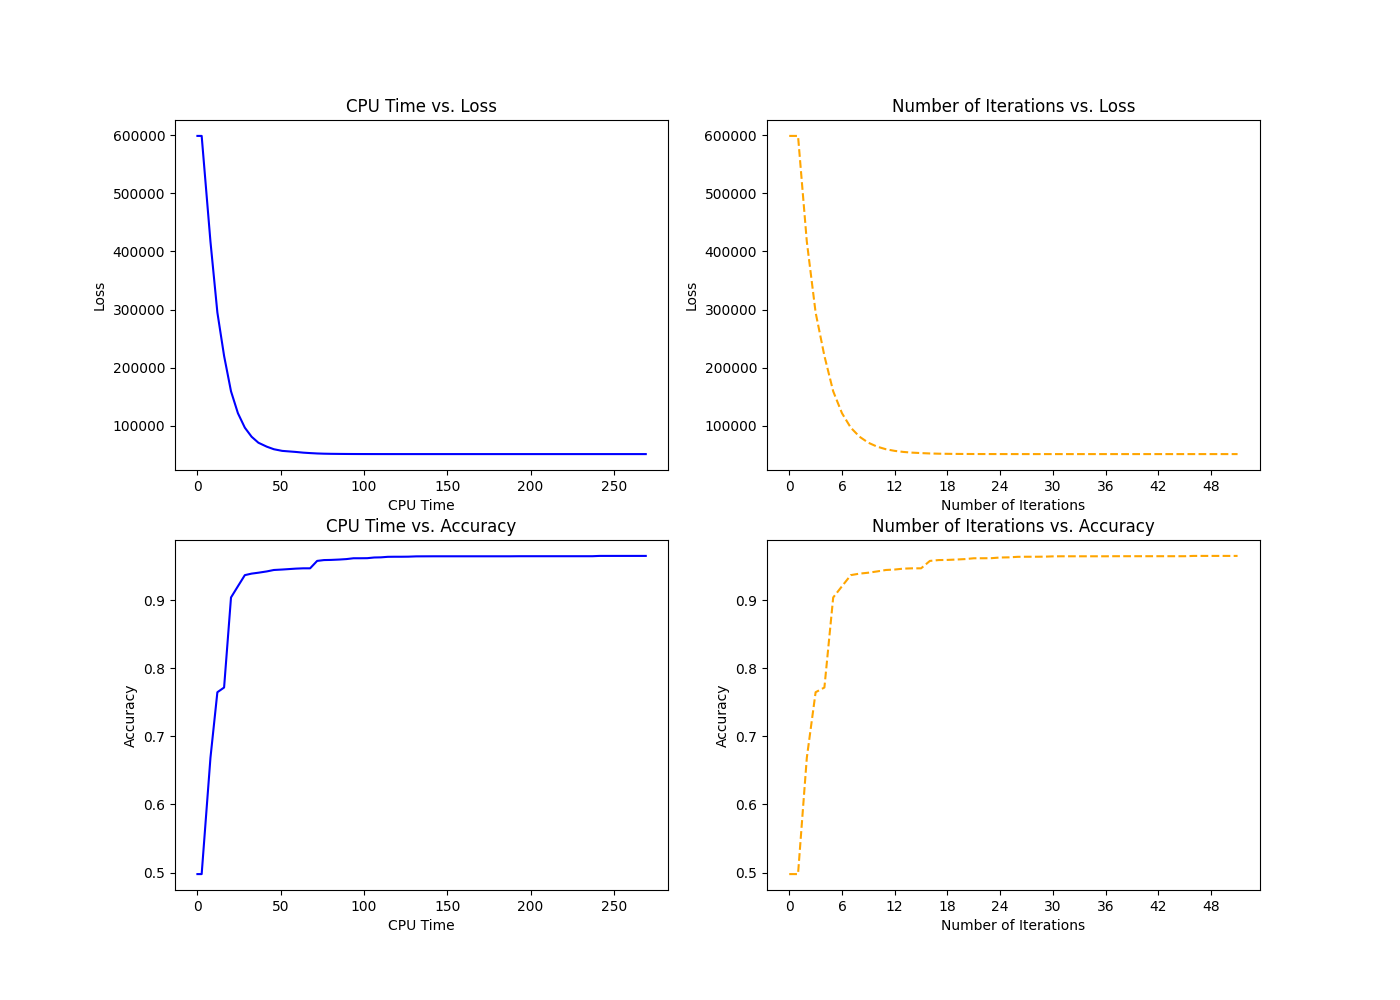 CPU Time vs. Loss
600000
500000
400000
300000
200000
100000
Loss
0 50 100 150 200 250
CPU Time
Number of Iterations vs. Loss
600000
500000
400000
300000
200000
100000
Loss
0 6 12 18 24 30 36 42 48
Number of Iterations
CPU Time vs. Accuracy
0.9
0.8
0.7
0.6
0.5
Accuracy
0 50 100 150 200 250
CPU Time
Number of Iterations vs. Accuracy
0.9
0.8
0.7
0.6
0.5
Accuracy
0 6 12 18 24 30 36 42 48
Number of Iterations